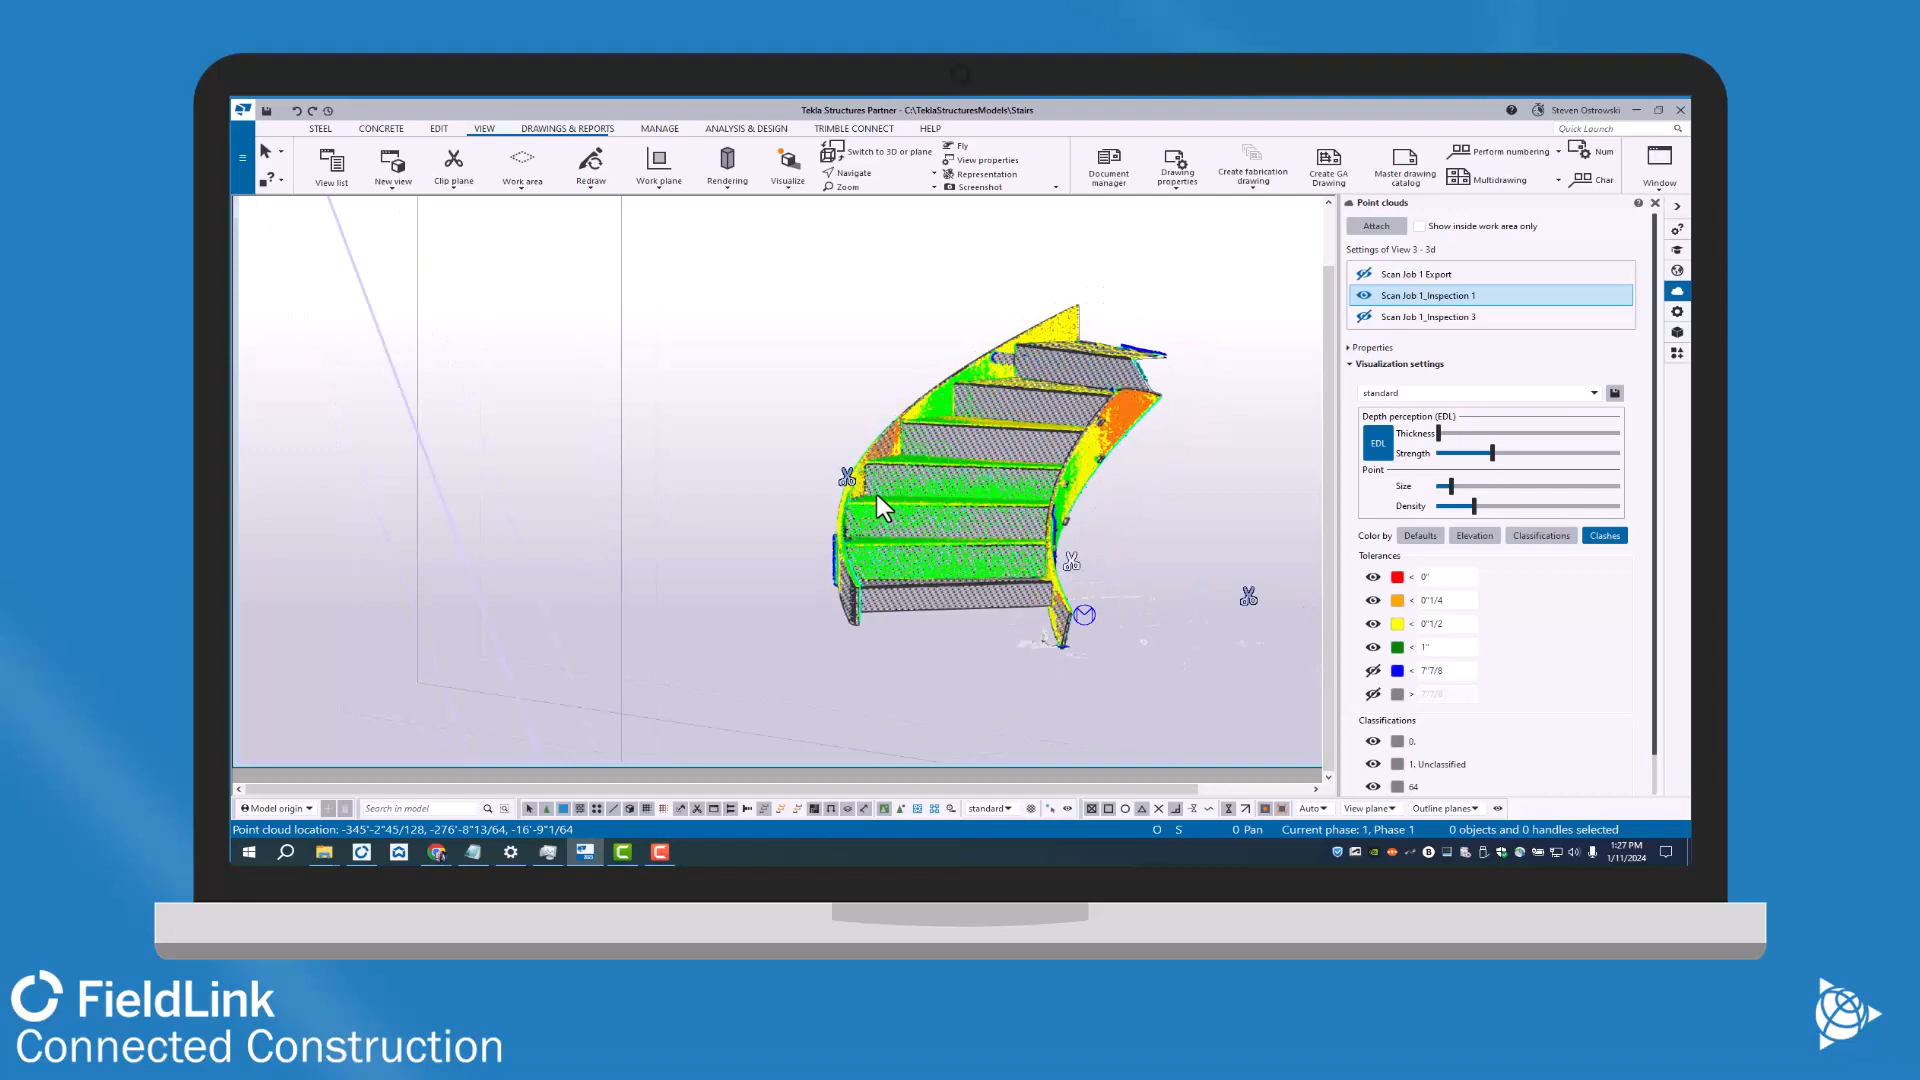 Tekla Structures Partner - C:\TeklaStructuresModels\Stairs
Steven Ostrowski
STEEL CONCRETE EDIT VIEW DRAWINGS & REPORTS MANAGE ANALYSIS & DESIGN TRIMBLE CONNECT HELP
Quick Launch
View list
New view
Clip plane
Work area
Redraw
Work plane
Rendering
Visualize
Switch to 3D or plane
Navigate
Zoom
Fly
View properties
Representation
Screenshot
Document manager
Drawing properties
Create fabrication drawing
Create GA Drawing
Master drawing catalog
Perform numbering
Multidrawing
Num
Char
Window
Point clouds
Attach
Show inside work area only
Settings of View 3 - 3d
Scan Job 1 Export
Scan Job 1_Inspection 1
Scan Job 1_Inspection 3
Properties
Visualization settings
standard
Depth perception (EDL)
EDL
Thickness
Strength
Point
Size
Density
Color by Defaults Elevation Classifications Clashes
Tolerances
< 0"
< 0"1/4
< 0"1/2
< 1"
< 7"7/8
> 7"7/8
Classifications
0.
1. Unclassified
64
Model origin
Search in model
standard
Auto
View plane
Outline planes
Point cloud location: -345'-2"45/128, -276'-8"13/64, -16'-9"1/64
O S 0 Pan Current phase: 1, Phase 1 0 objects and 0 handles selected
1:27 PM
1/11/2024
FieldLink
Connected Construction